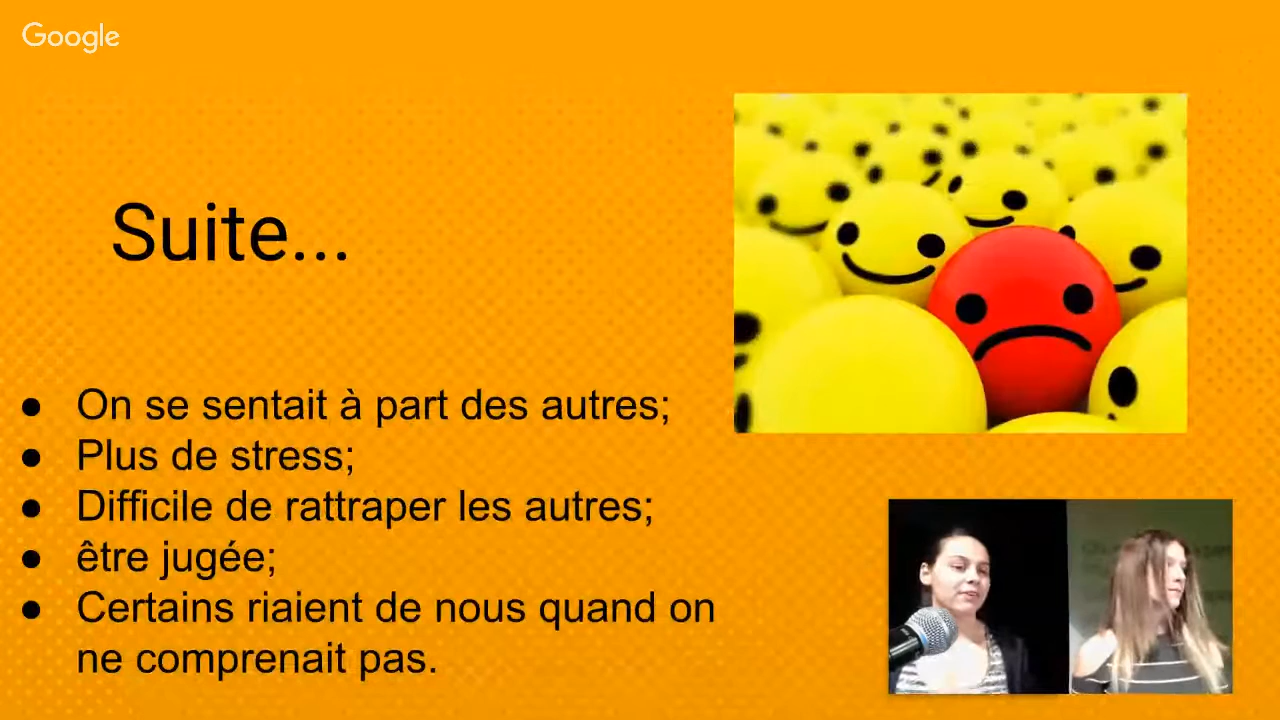 Google
Suite...
● On se sentait à part des autres;
● Plus de stress;
● Difficile de rattraper les autres;
● être jugée;
● Certains riaient de nous quand on
ne comprenait pas.